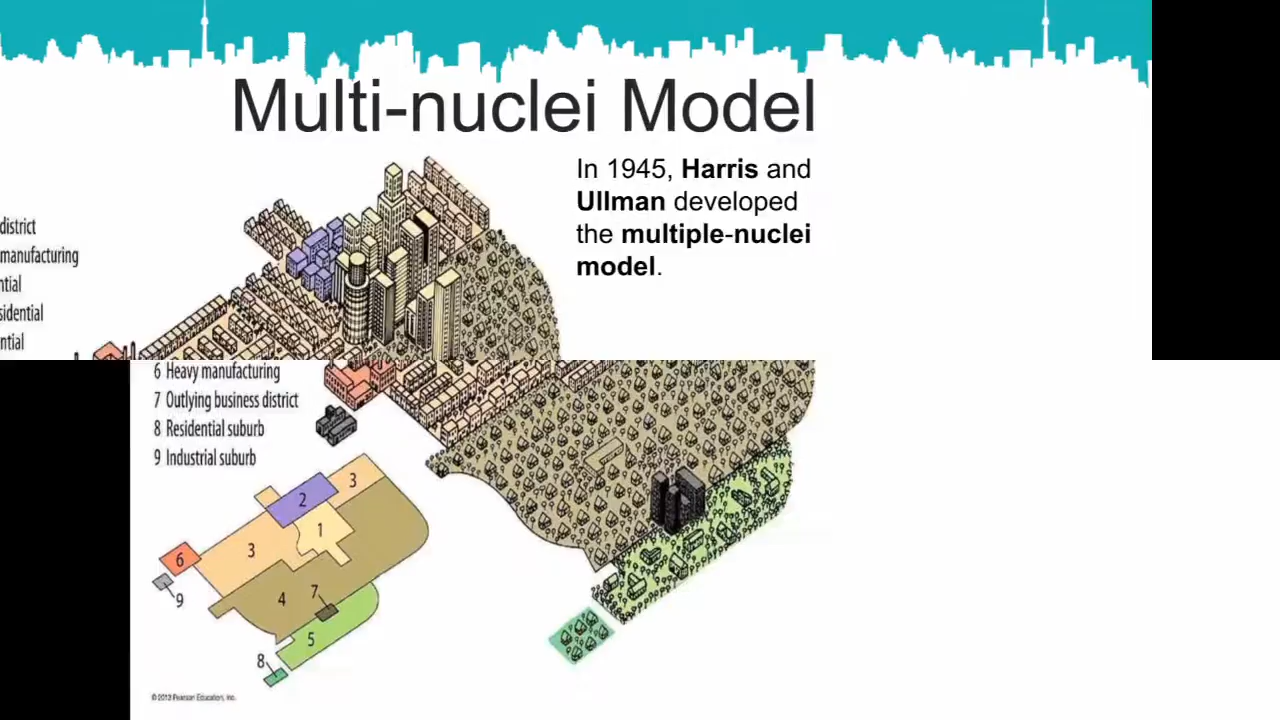 Multi-nuclei Model
In 1945, Harris and
Ullman developed
the multiple-nuclei
model.
district
manufacturing
ntial
sidential
ntial
6 Heavy manufacturing
7 Outlying business district
8 Residential suburb
9 Industrial suburb
3
2
1
3
6
9
4
7
5
8
© 2012 Pearson Education, Inc.